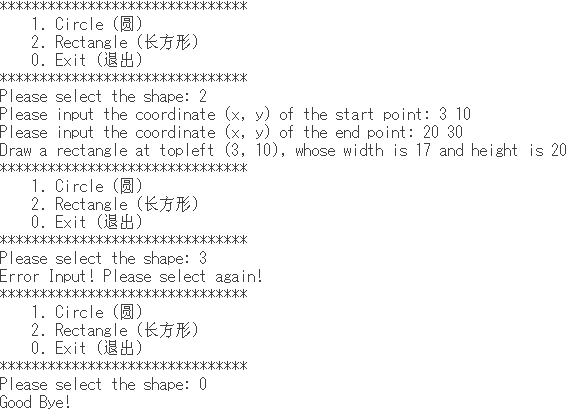 *******************************
1. Circle (圆)
2. Rectangle (长方形)
0. Exit (退出)
*******************************
Please select the shape: 2
Please input the coordinate (x, y) of the start point: 3 10
Please input the coordinate (x, y) of the end point: 20 30
Draw a rectangle at topleft (3, 10), whose width is 17 and height is 20
*******************************
1. Circle (圆)
2. Rectangle (长方形)
0. Exit (退出)
*******************************
Please select the shape: 3
Error Input! Please select again!
*******************************
1. Circle (圆)
2. Rectangle (长方形)
0. Exit (退出)
*******************************
Please select the shape: 0
Good Bye!